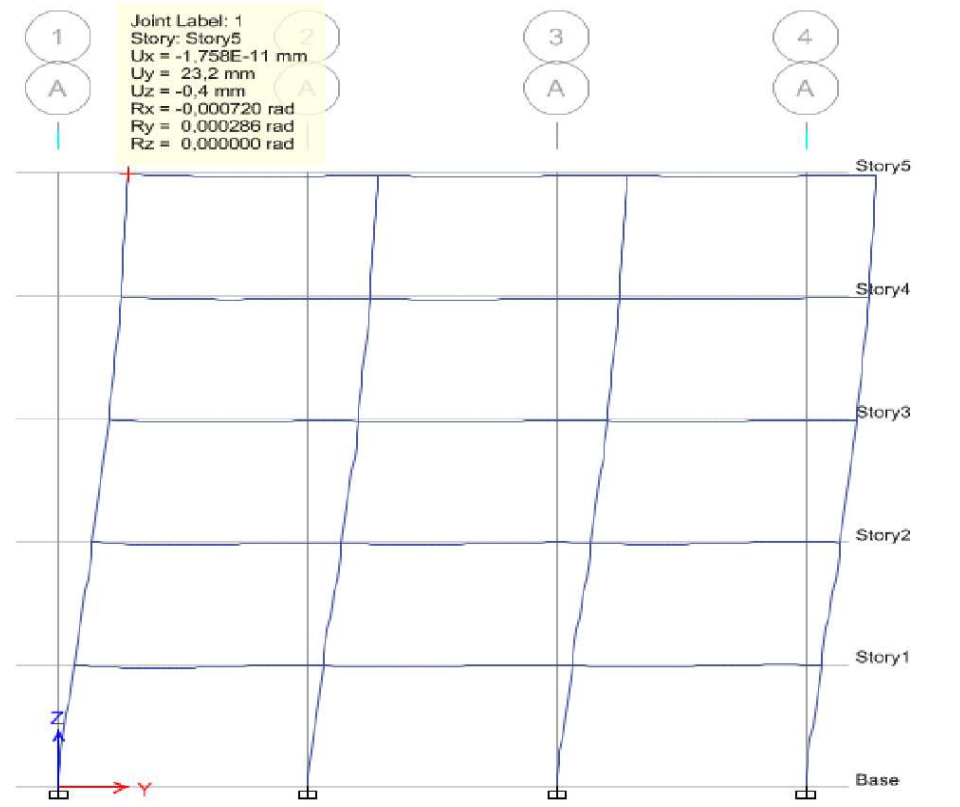 Joint Label: 1
Story: Story5
Ux = -1,758E-11 mm
Uy = 23,2 mm
Uz = -0,4 mm
Rx = -0,000720 rad
Ry = 0,000286 rad
Rz = 0,000000 rad
1 2 3 4
A A A A
Story5
Story4
Story3
Story2
Story1
Z
Y
Base